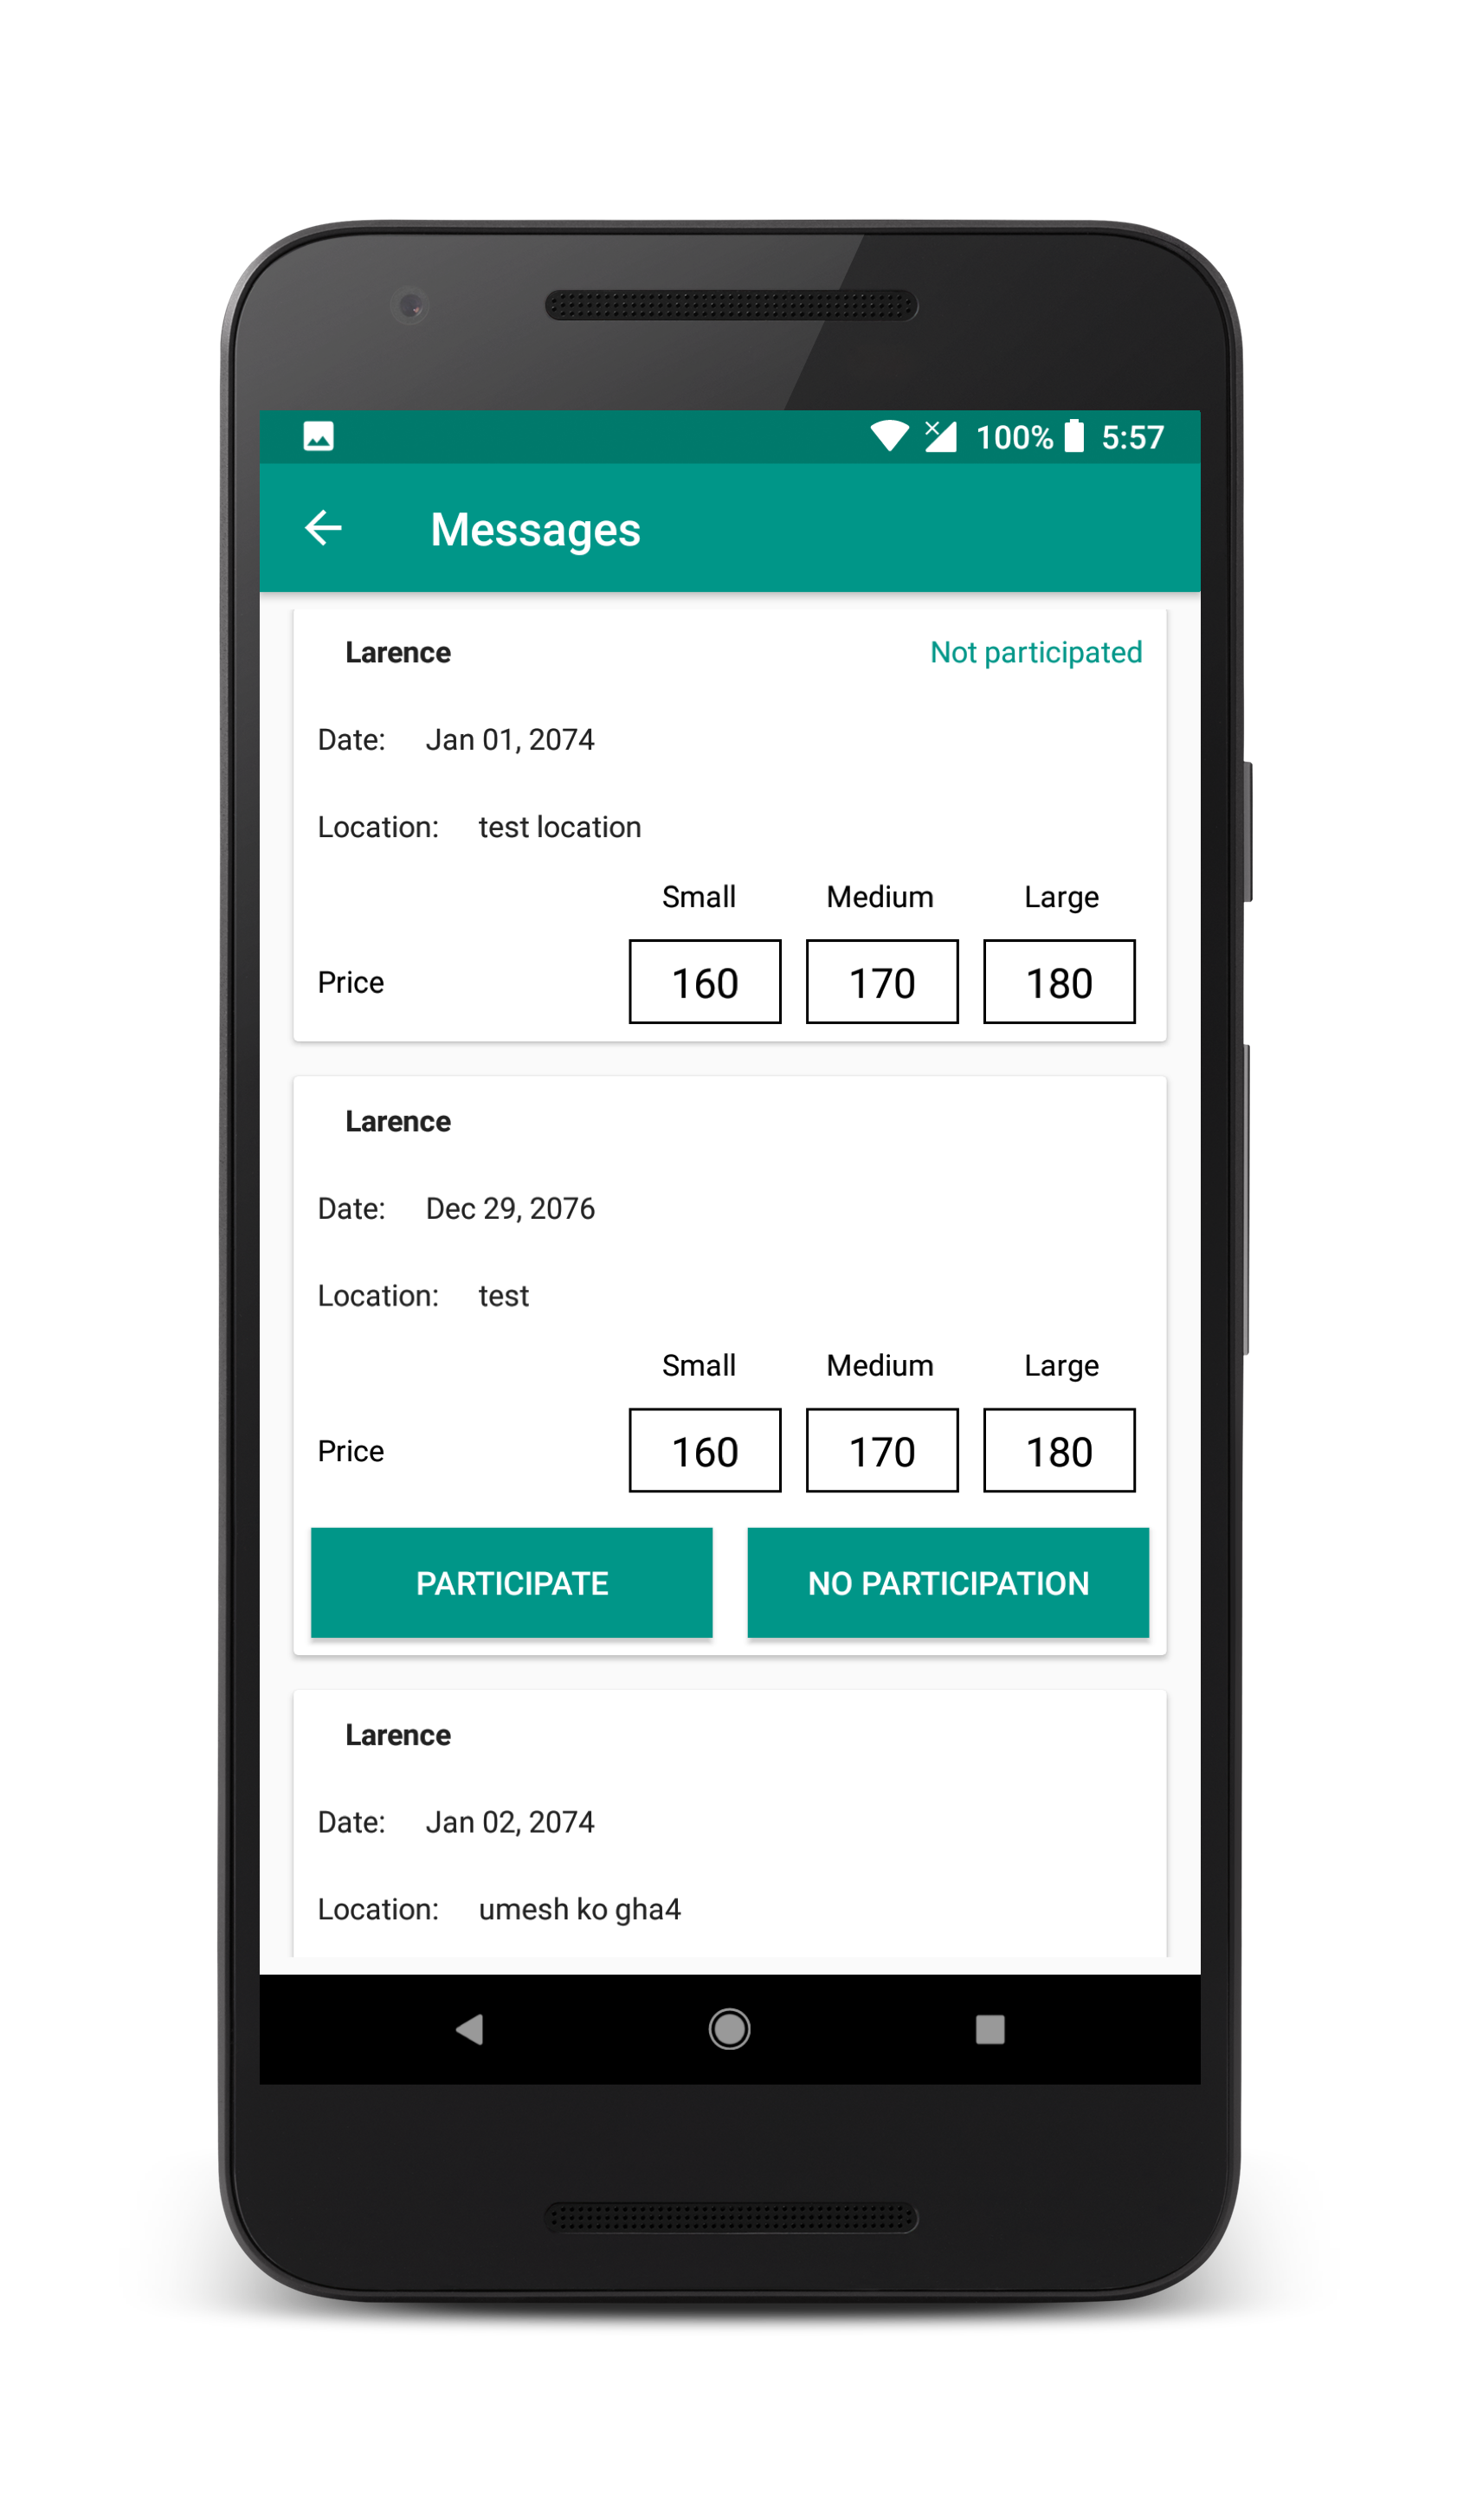 100% 5:57
Messages
Larence Not participated
Date: Jan 01, 2074
Location: test location
Small Medium Large
Price 160 170 180
Larence
Date: Dec 29, 2076
Location: test
Small Medium Large
Price 160 170 180
PARTICIPATE NO PARTICIPATION
Larence
Date: Jan 02, 2074
Location: umesh ko gha4